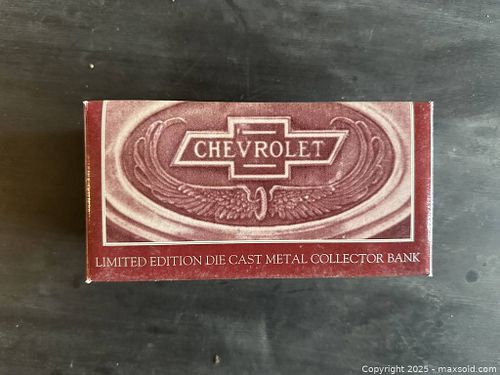 CHEVROLET
LIMITED EDITION DIE CAST METAL COLLECTOR BANK
Copyright 2025 - maxsold.com